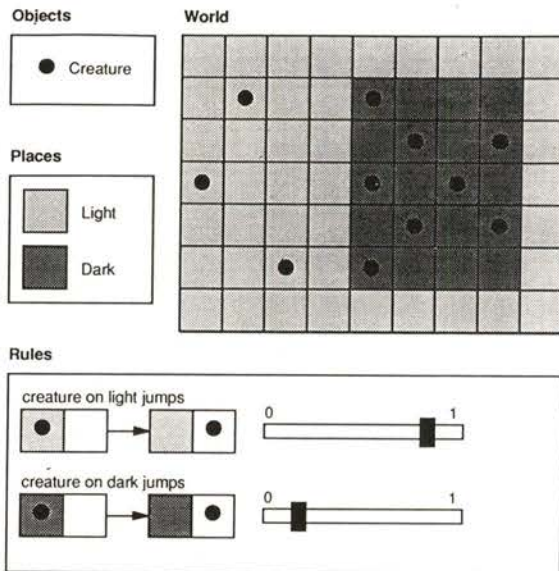 Objects
World
Creature
Places
Light
Dark
Rules
creature on light jumps
0 1
creature on dark jumps
0 1